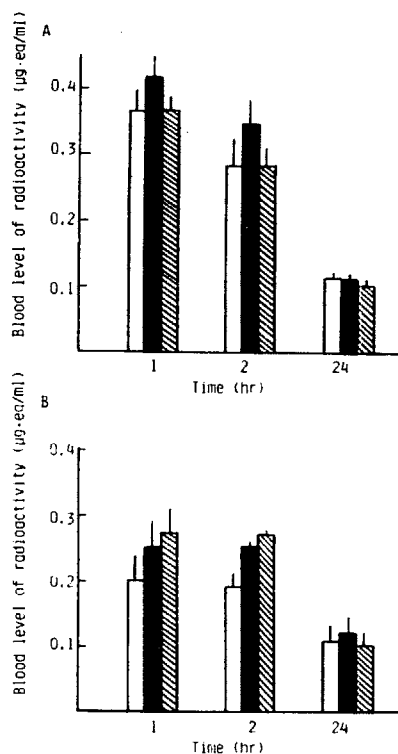 A
Blood level of radioactivity (µg·eq/ml)
0.4
0.3
0.2
0.1
1
2
24
Time (hr)
B
Blood level of radioactivity (µg·eq/ml)
0.4
0.3
0.2
0.1
1
2
24
Time (hr)